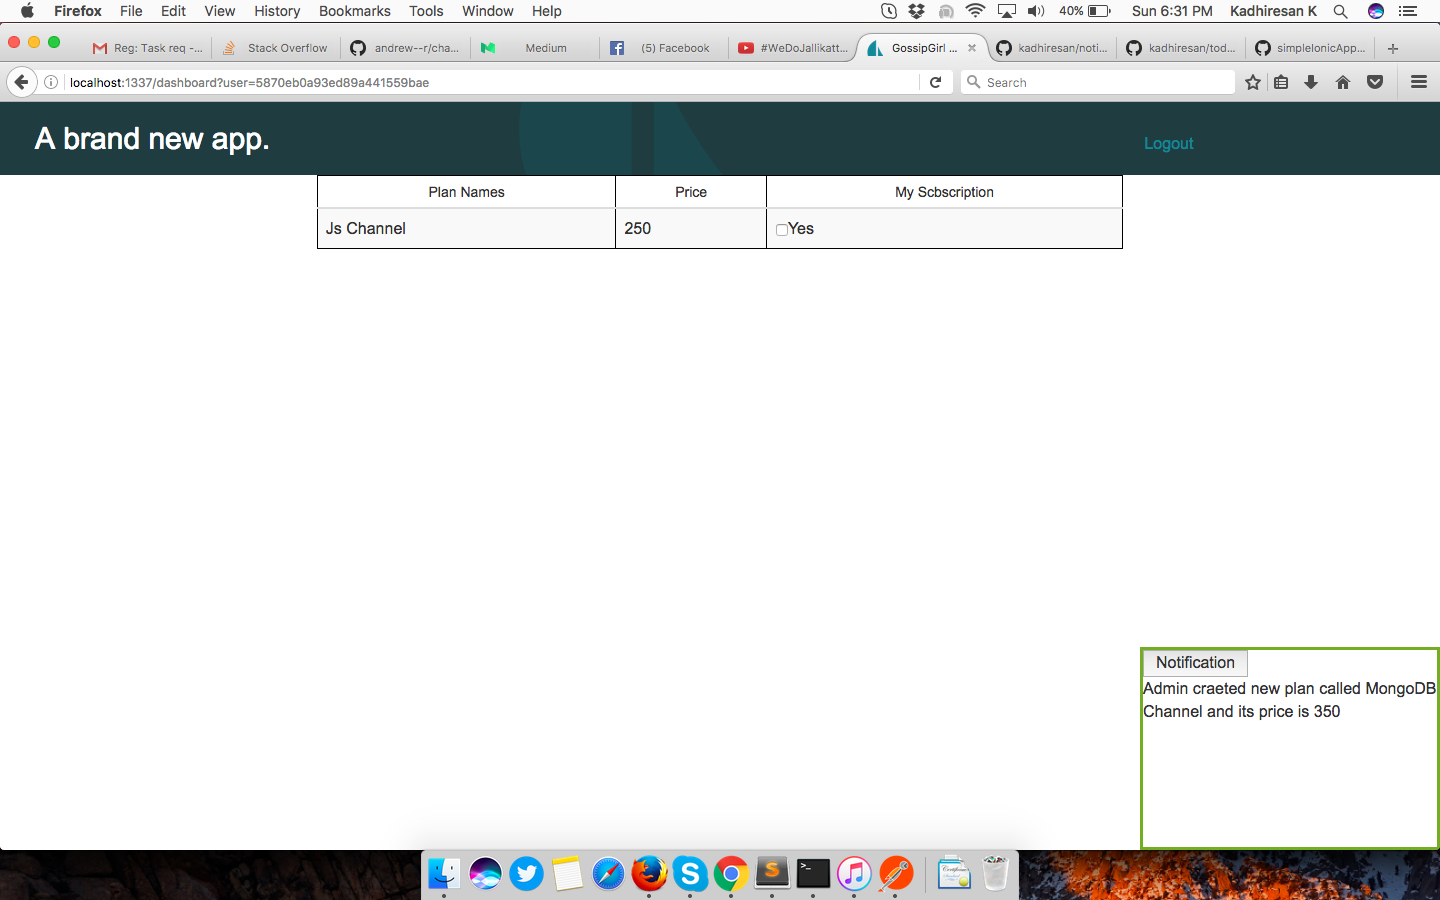 Firefox File Edit View History Bookmarks Tools Window Help 40% Sun 6:31 PM Kadhiresan K
Reg: Task req -... Stack Overflow andrew--r/cha... Medium (5) Facebook #WeDoJallikatt... GossipGirl ... kadhiresan/noti... kadhiresan/tod... simpleIonicApp...
localhost:1337/dashboard?user=5870eb0a93ed89a441559bae Search
A brand new app.
Logout
Plan Names Price My Scbscription
Js Channel 250 Yes
Notification
Admin craeted new plan called MongoDB
Channel and its price is 350